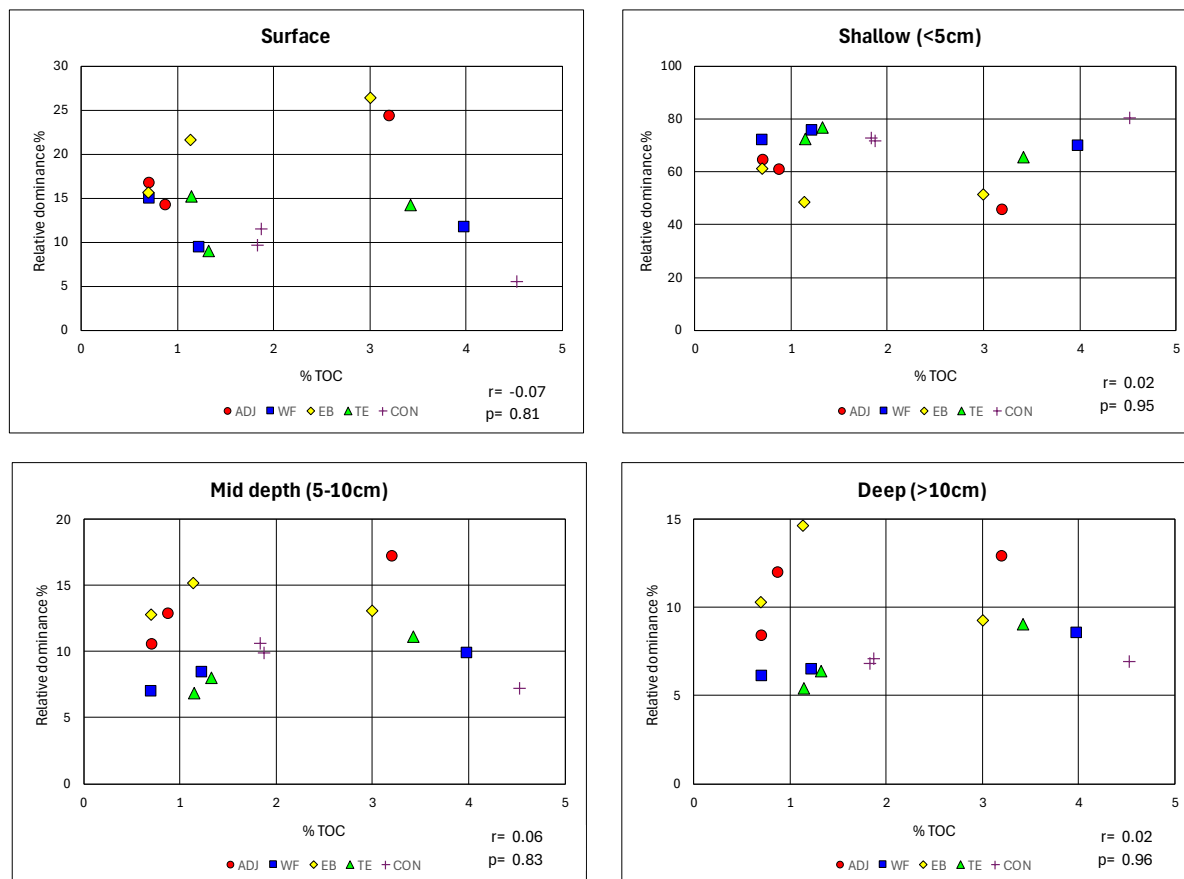 Surface
30
25
20
15
10
5
0
Relative dominance %
0 1 2 3 4 5
% TOC
r= -0.07
p= 0.81
ADJ WF EB TE CON
Shallow (<5cm)
100
80
60
40
20
0
Relative dominance %
0 1 2 3 4 5
% TOC
r= 0.02
p= 0.95
ADJ WF EB TE CON
Mid depth (5-10cm)
20
15
10
5
0
Relative dominance %
0 1 2 3 4 5
% TOC
r= 0.06
p= 0.83
ADJ WF EB TE CON
Deep (>10cm)
15
10
5
0
Relative dominance %
0 1 2 3 4 5
% TOC
r= 0.02
p= 0.96
ADJ WF EB TE CON